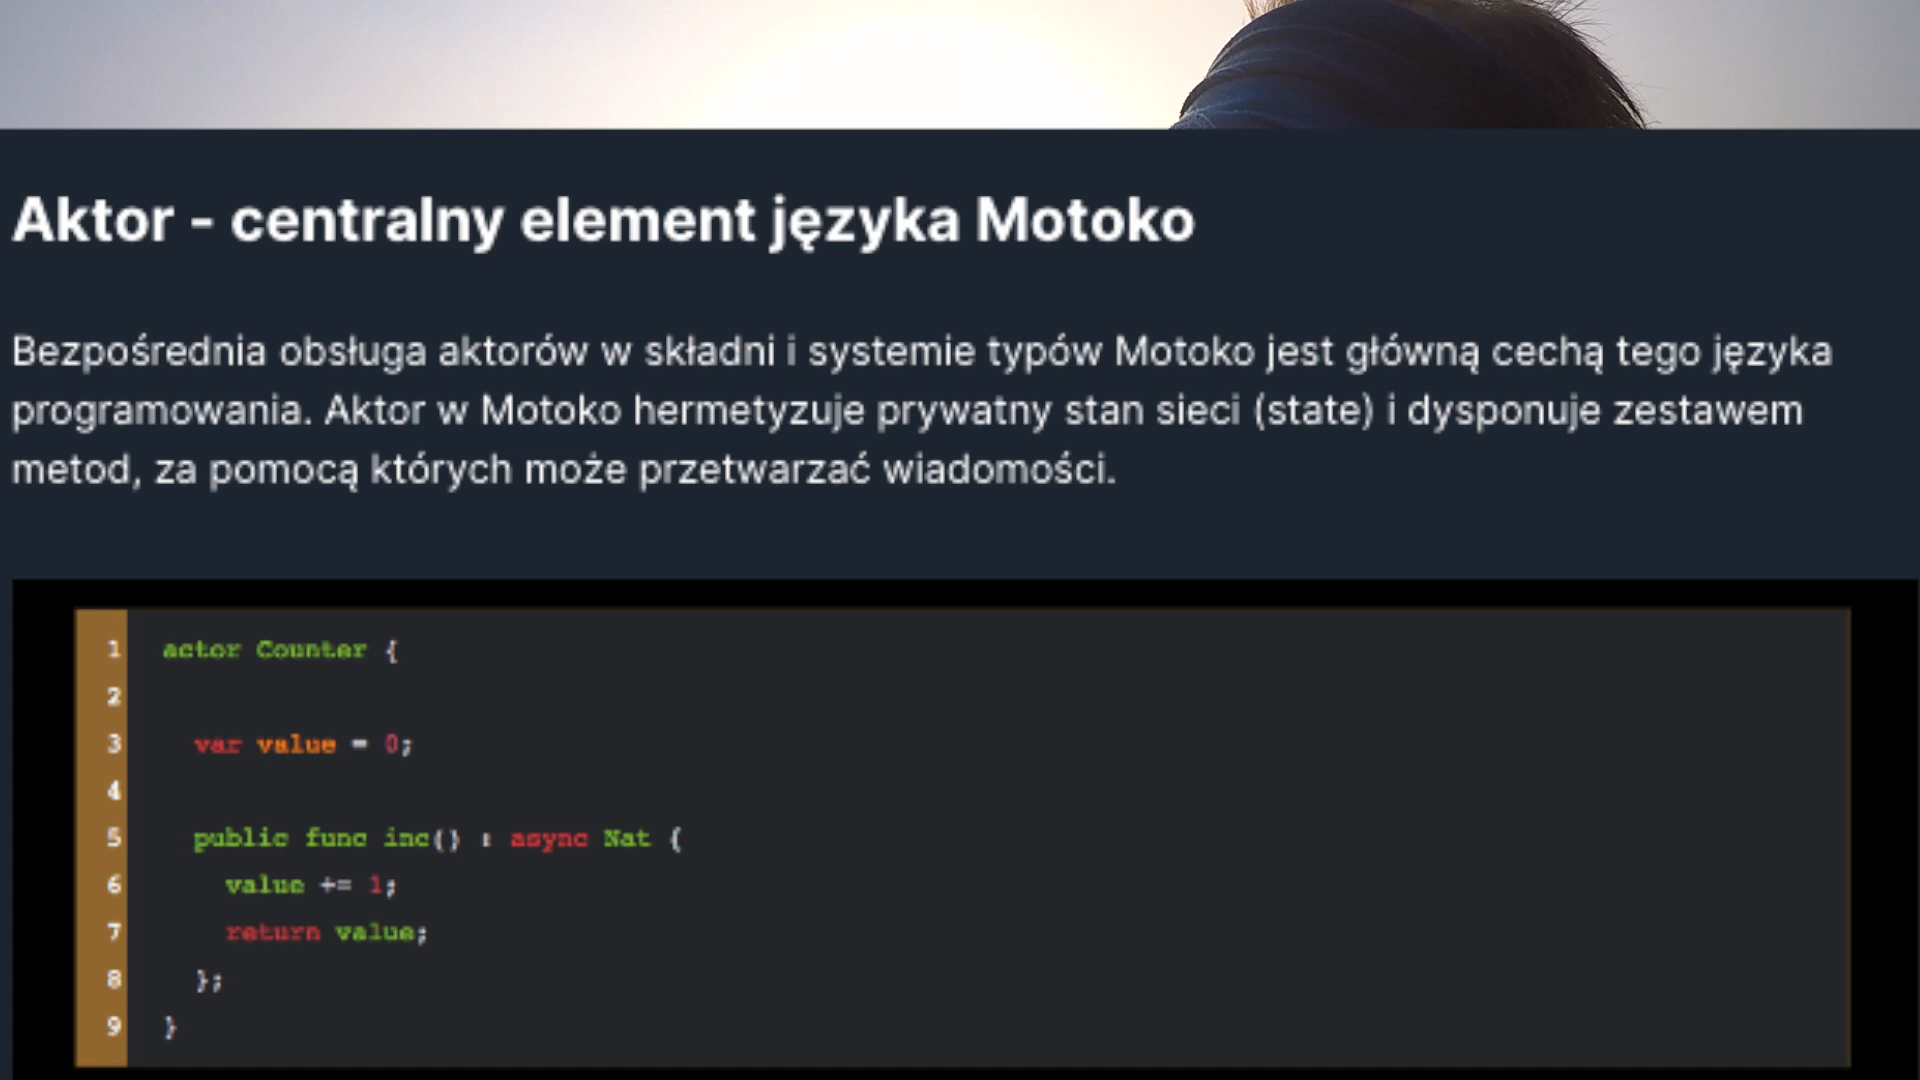 Aktor - centralny element języka Motoko
Bezpośrednia obsługa aktorów w składni i systemie typów Motoko jest główną cechą tego języka
programowania. Aktor w Motoko hermetyzuje prywatny stan sieci (state) i dysponuje zestawem
metod, za pomocą których może przetwarzać wiadomości.
1 actor Counter {
2
3 var value = 0;
4
5 public func inc() : async Nat {
6 value += 1;
7 return value;
8 };
9 }